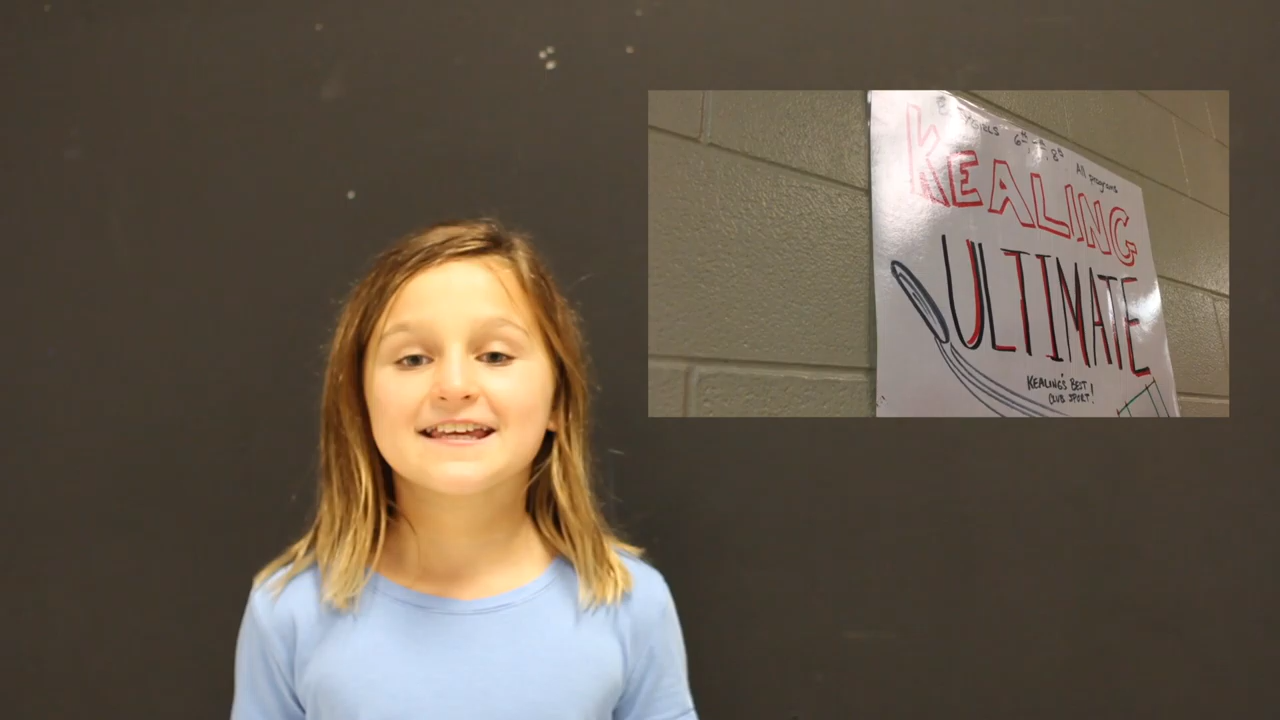 6th, 7th, 8th
All programs
KEALING
ULTIMATE
KEALING'S BEST
CLUB SPORT!